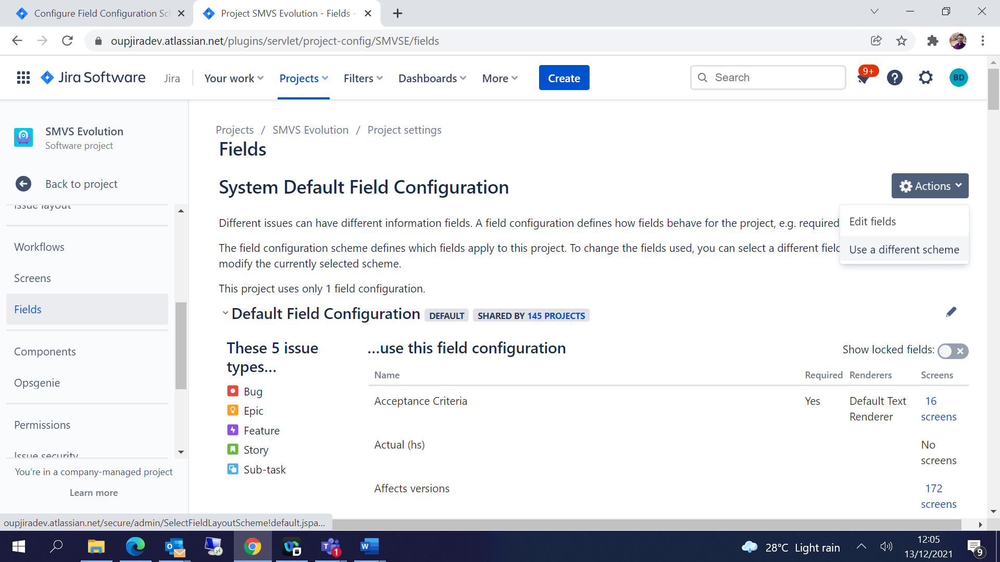 Configure Field Configuration Sc
Project SMVS Evolution - Fields -
oupjiradev.atlassian.net/plugins/servlet/project-config/SMVSE/fields
Jira Software
Jira
Your work
Projects
Filters
Dashboards
More
Create
Search
9+
BD
SMVS Evolution
Software project
Back to project
Issue layout
Workflows
Screens
Fields
Components
Opsgenie
Permissions
Issue security
You're in a company-managed project
Learn more
Projects / SMVS Evolution / Project settings
Fields
System Default Field Configuration
Actions
Edit fields
Use a different scheme
Different issues can have different information fields. A field configuration defines how fields behave for the project, e.g. required
The field configuration scheme defines which fields apply to this project. To change the fields used, you can select a different field
modify the currently selected scheme.
This project uses only 1 field configuration.
Default Field Configuration DEFAULT SHARED BY 145 PROJECTS
These 5 issue
types...
Bug
Epic
Feature
Story
Sub-task
...use this field configuration
Show locked fields:
Name Required Renderers Screens
Acceptance Criteria Yes Default Text 16
Renderer screens
Actual (hs) No
screens
Affects versions 172
screens
oupjiradev.atlassian.net/secure/admin/SelectFieldLayoutScheme!default.jspa...
1
28°C Light rain
12:05
13/12/2021
9